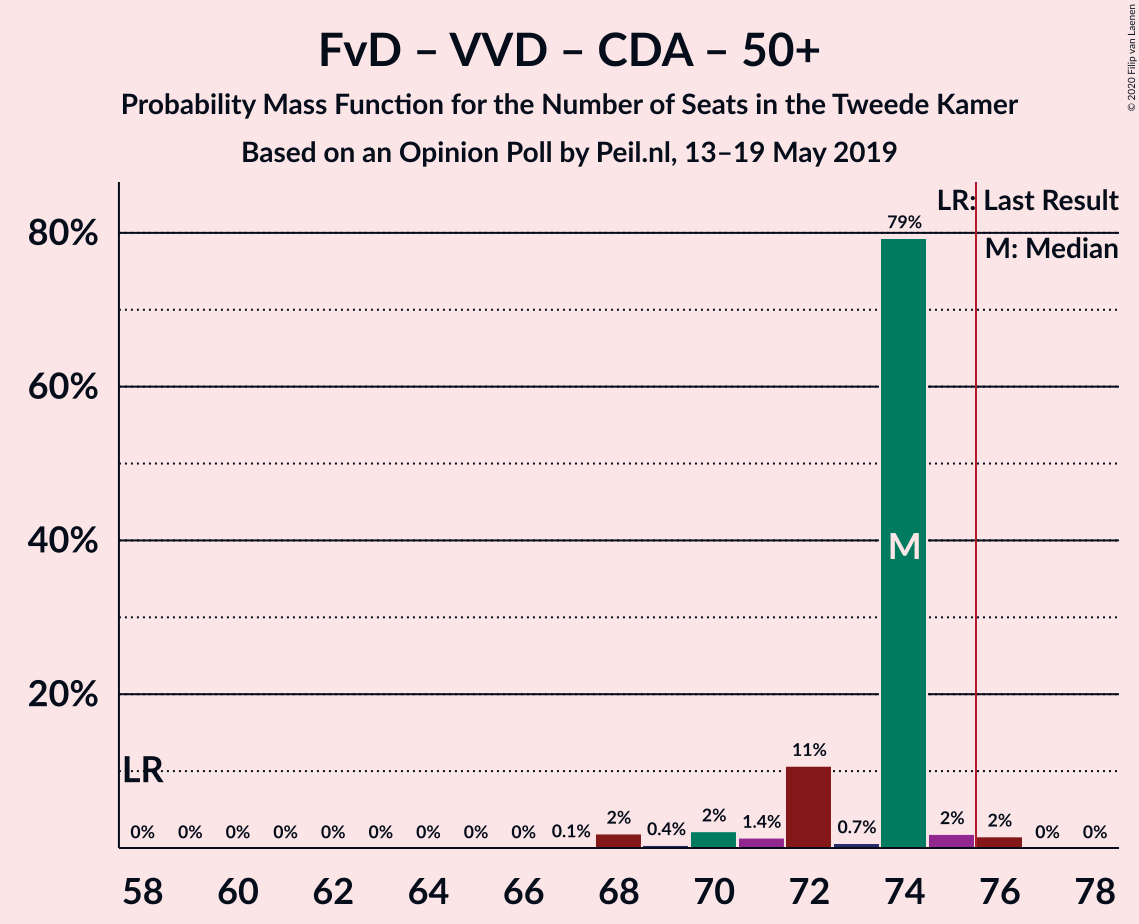 FvD – VVD – CDA – 50+
Probability Mass Function for the Number of Seats in the Tweede Kamer
Based on an Opinion Poll by Peil.nl, 13–19 May 2019
© 2020 Filip van Laenen
LR: Last Result
M: Median
80%
60%
40%
20%
79%
M
LR
11%
0% 0% 0% 0% 0% 0% 0% 0% 0% 0.1% 2% 0.4% 2% 1.4% 0.7% 2% 2% 0% 0%
58 60 62 64 66 68 70 72 74 76 78